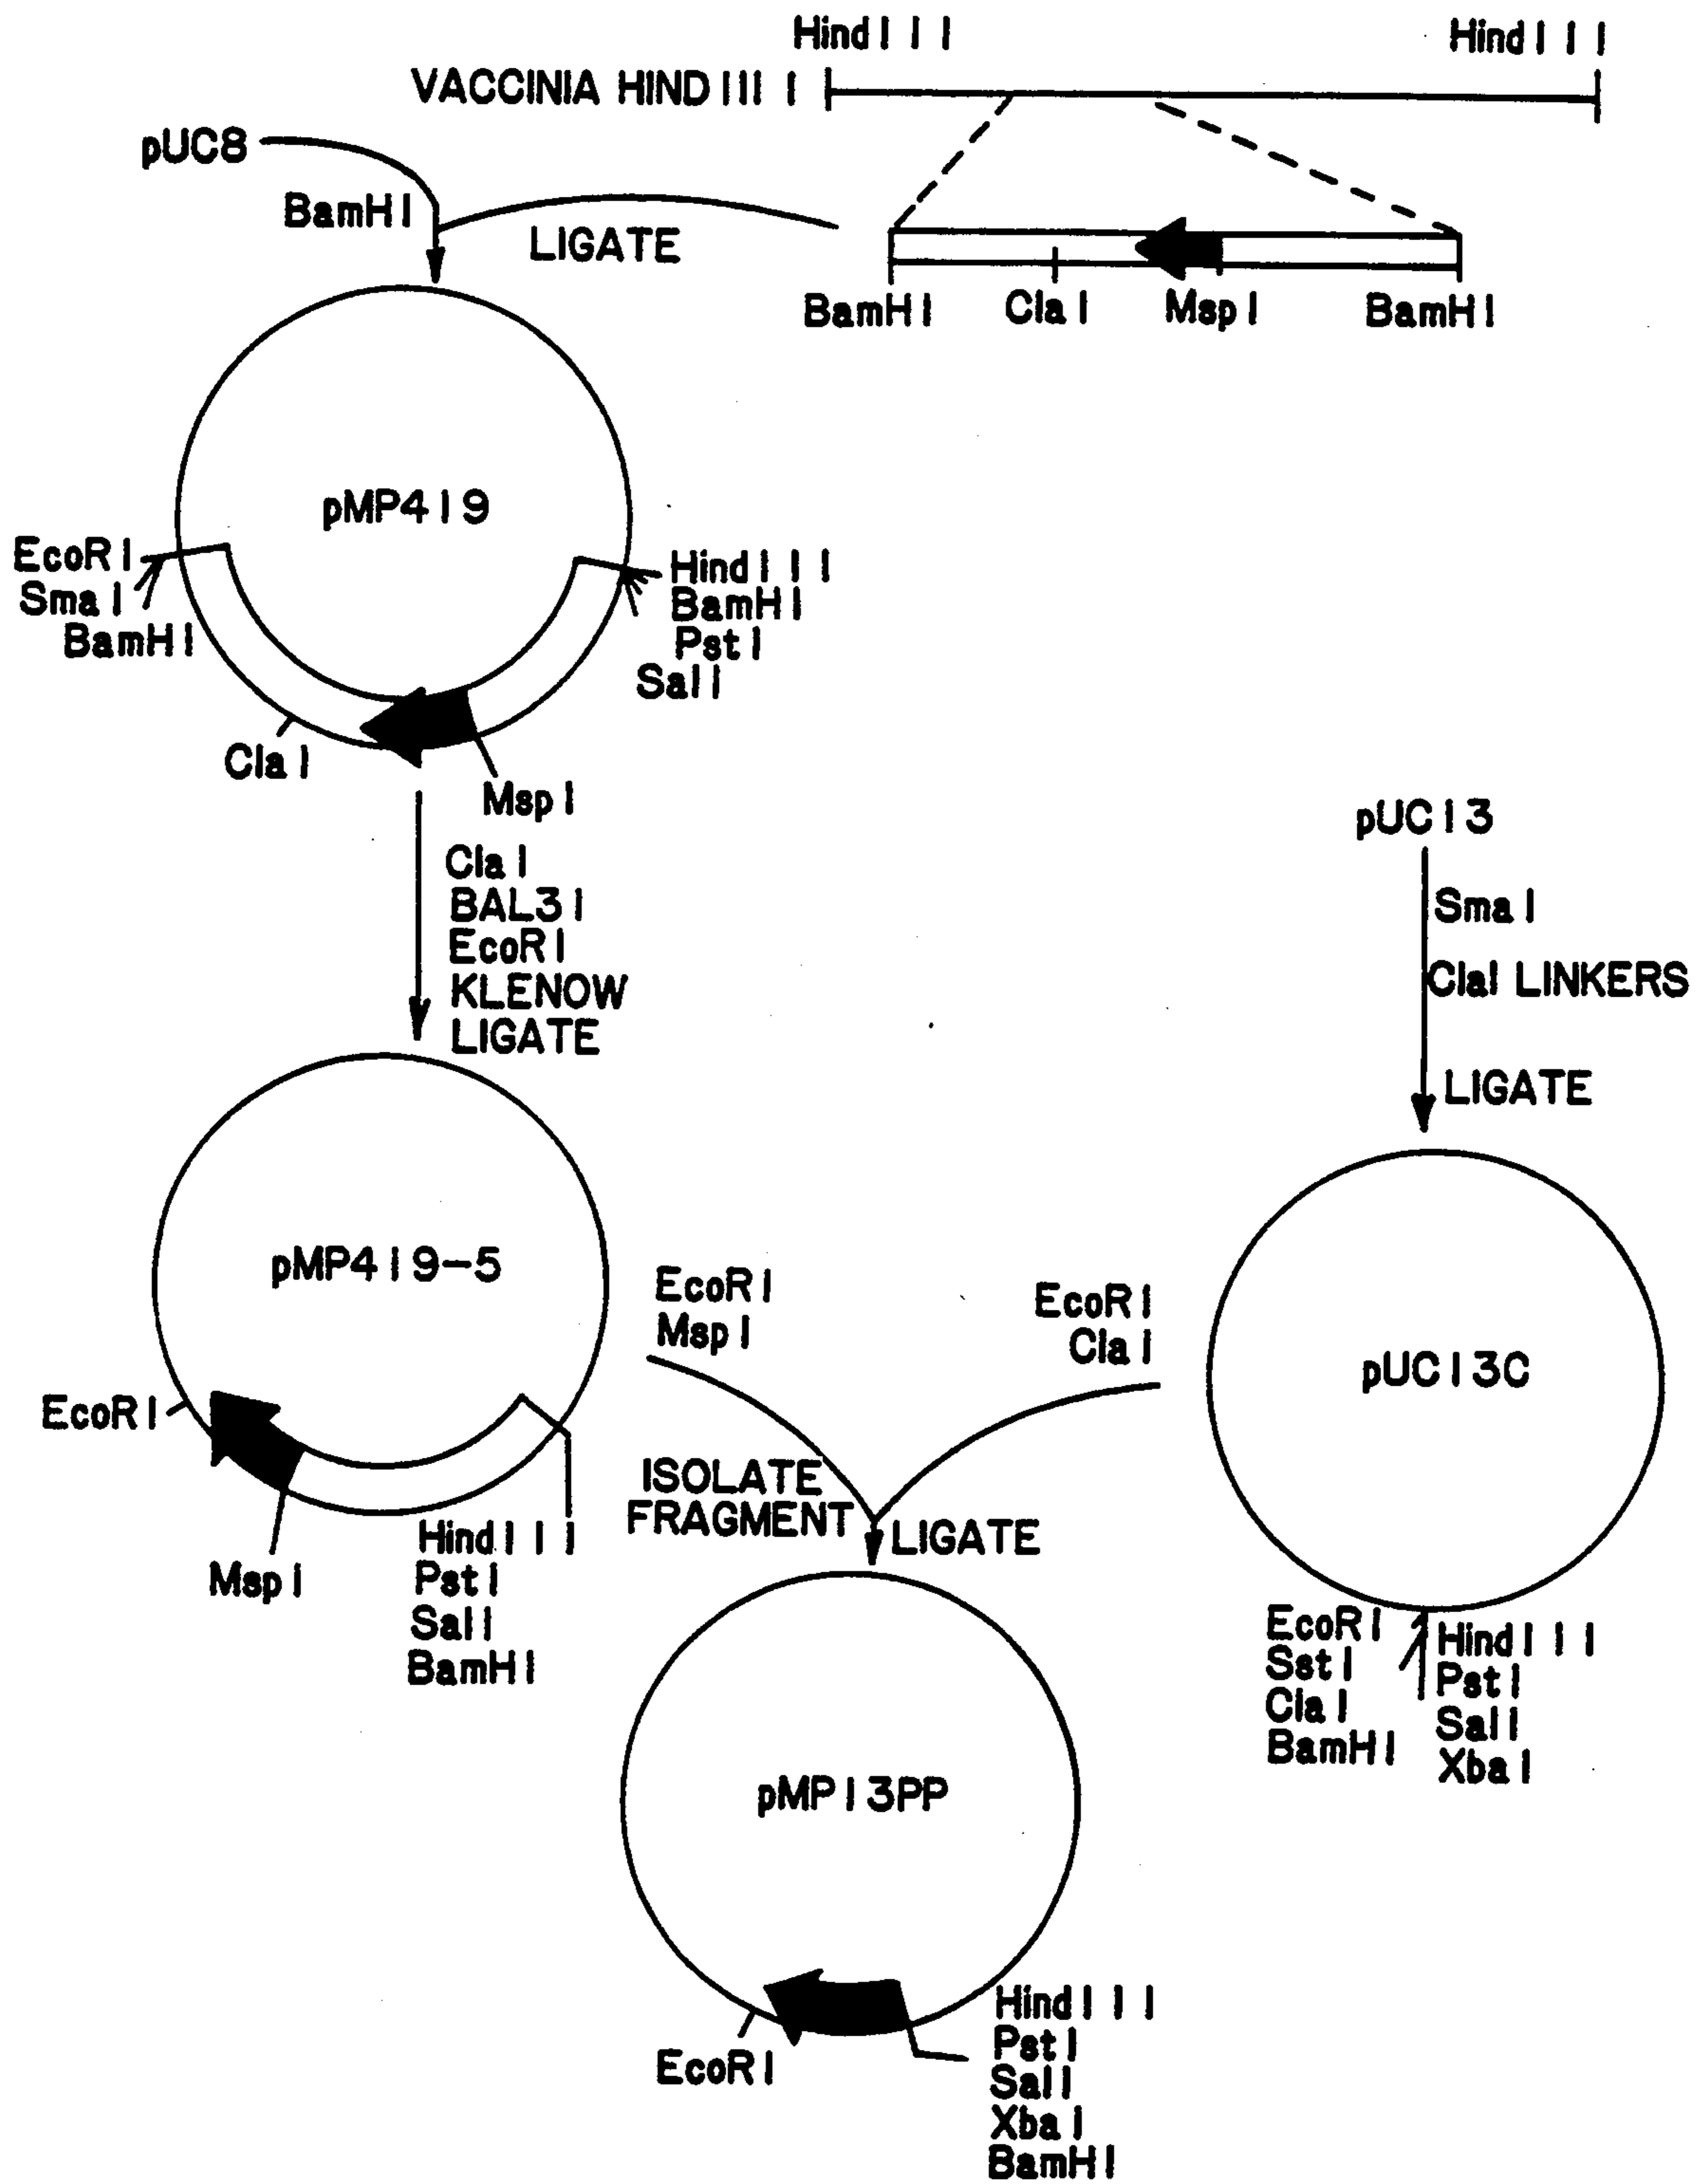 HindIII HindIII
VACCINIA HINDIII I
pUC8
BamHI
LIGATE
BamHI ClaI MspI BamHI
pMP419
EcoRI
SmaI
BamHI
HindIII
BamHI
PstI
SalI
ClaI
MspI
ClaI
BAL31
EcoRI
KLENOW
LIGATE
pUC13
SmaI
ClaI LINKERS
LIGATE
pMP419-5
EcoRI
MspI
EcoRI
ClaI
pUC13C
EcoRI
MspI
HindIII
PstI
SalI
BamHI
ISOLATE
FRAGMENT
LIGATE
EcoRI
SstI
ClaI
BamHI
HindIII
PstI
SalI
XbaI
pMP13PP
EcoRI
HindIII
PstI
SalI
XbaI
BamHI